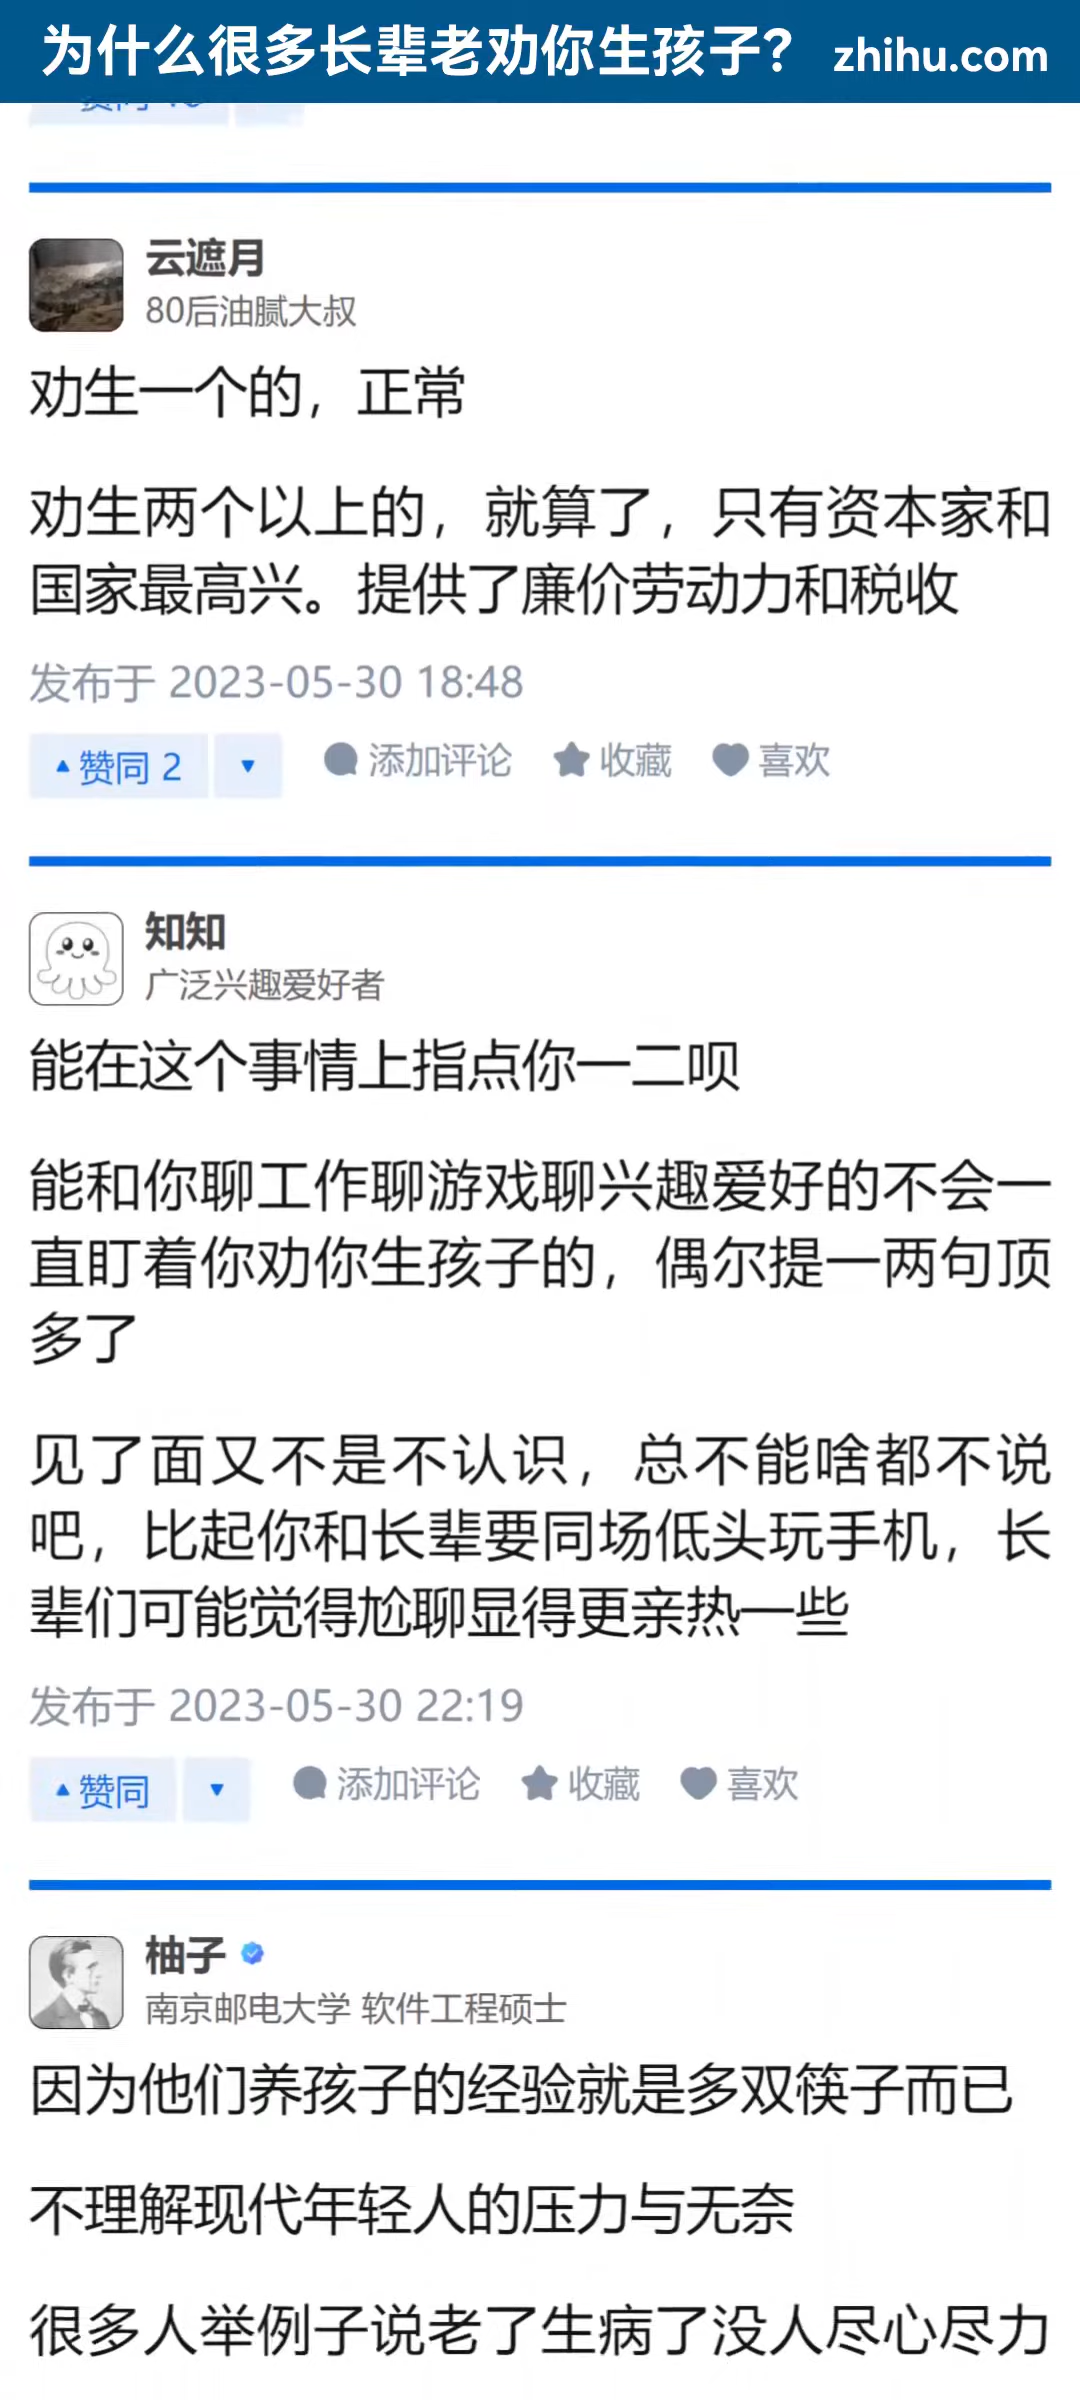 为什么很多长辈老劝你生孩子? zhihu.com
云遮月
80后油腻大叔
劝生一个的，正常
劝生两个以上的，就算了，只有资本家和
国家最高兴。提供了廉价劳动力和税收
发布于 2023-05-30 18:48
赞同 2 添加评论 收藏 喜欢
知知
广泛兴趣爱好者
能在这个事情上指点你一二呗
能和你聊工作聊游戏聊兴趣爱好的不会一
直盯着你劝你生孩子的，偶尔提一两句顶
多了
见了面又不是不认识，总不能啥都不说
吧，比起你和长辈要同场低头玩手机，长
辈们可能觉得尬聊显得更亲热一些
发布于 2023-05-30 22:19
赞同 添加评论 收藏 喜欢
柚子
南京邮电大学 软件工程硕士
因为他们养孩子的经验就是多双筷子而已
不理解现代年轻人的压力与无奈
很多人举例子说老了生病了没人尽心尽力